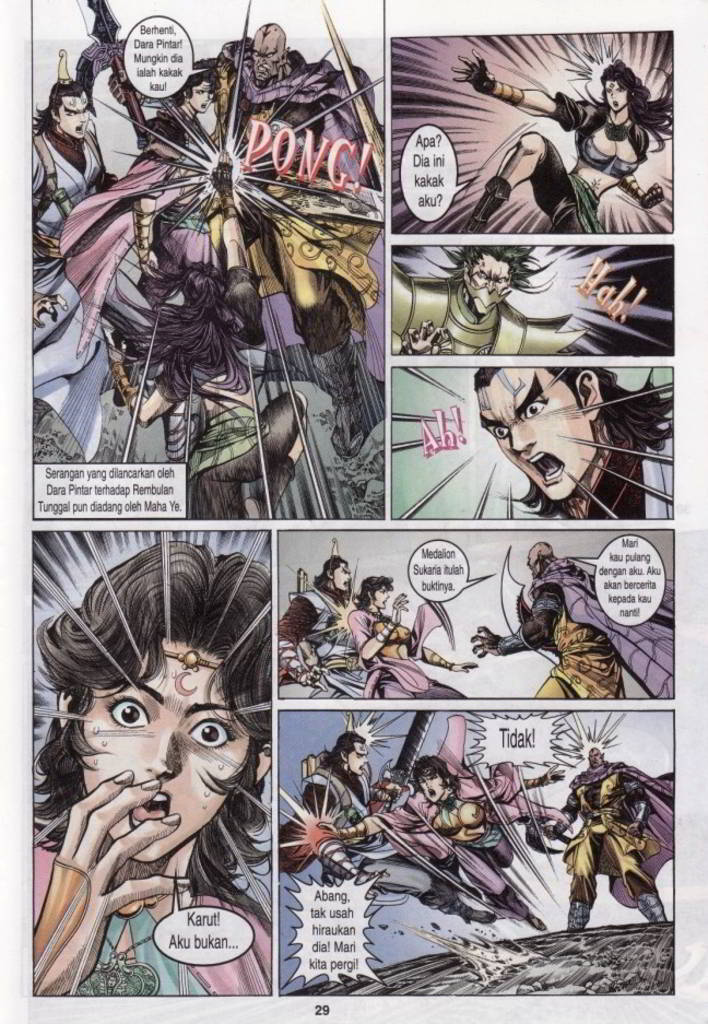 Berhenti,
Dara Pintar!
Mungkin dia
ialah kakak
kau!
PONG!
Serangan yang dilancarkan oleh
Dara Pintar terhadap Rembulan
Tunggal pun diadang oleh Maha Ye.
Apa?
Dia ini
kakak
aku?
Hah!
Ah!
Karut!
Aku bukan...
Medalion
Sukaria itulah
buktinya.
Mari
kau pulang
dengan aku. Aku
akan bercerita
kepada kau
nanti!
Tidak!
Abang,
tak usah
hiraukan
dia! Mari
kita pergi!
29